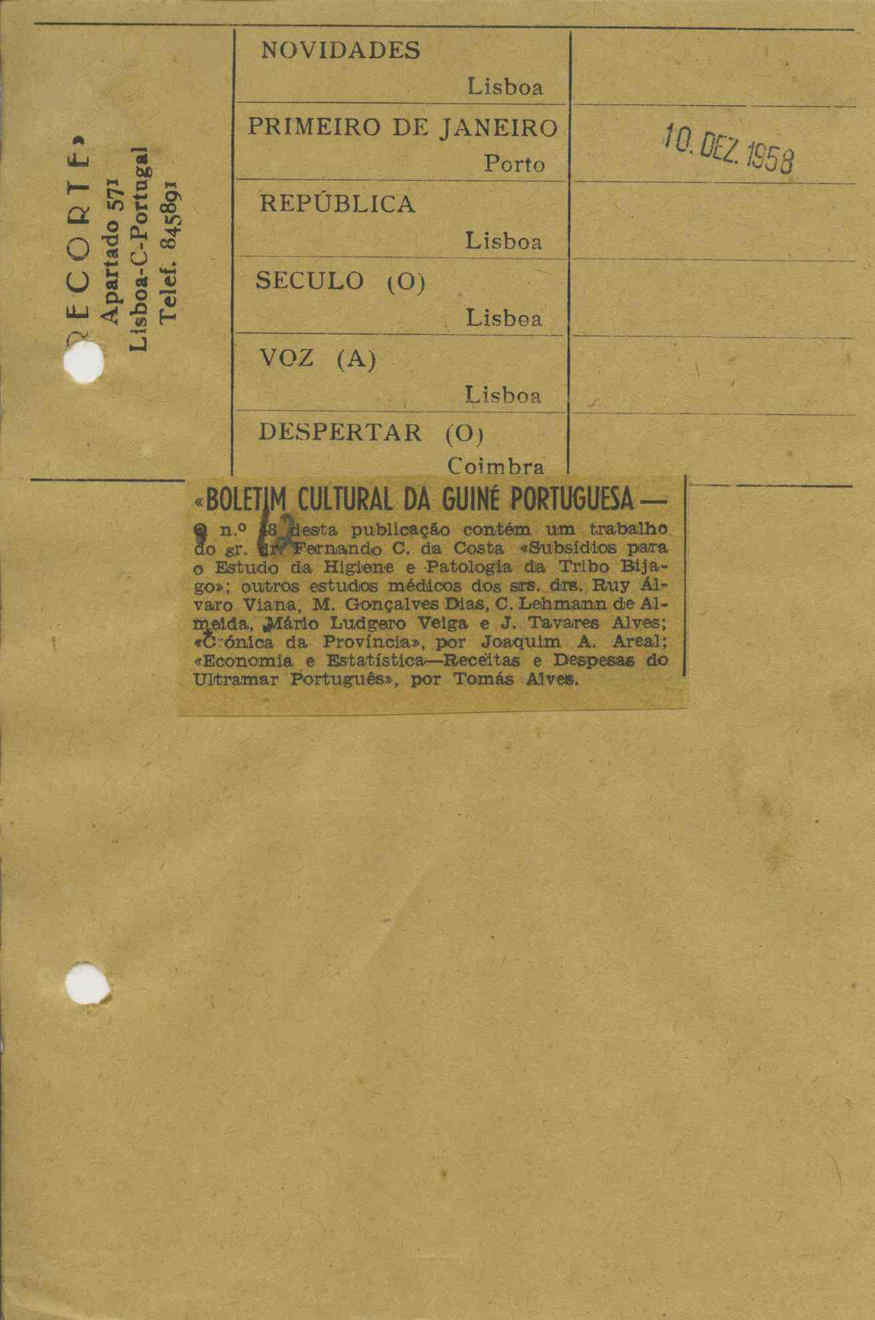 RECORTE»
Apartado 571
Lisboa-C-Portugal
Telef. 845891
NOVIDADES
Lisboa
PRIMEIRO DE JANEIRO
Porto
10. DEZ. 1958
REPÚBLICA
Lisboa
SECULO (O)
Lisboa
VOZ (A)
Lisboa
DESPERTAR (O)
Coimbra
«BOLETIM CULTURAL DA GUINÉ PORTUGUESA —
O n.º desta publicação contém um trabalho
do sr. dr. Fernando C. da Costa «Subsídios para
o Estudo da Higiene e Patologia da Tribo Bija-
go»; outros estudos médicos dos srs. drs. Ruy Ál-
varo Viana, M. Gonçalves Dias, C. Lehmann de Al-
meida, Mário Ludgero Veiga e J. Tavares Alves;
«Crónica da Província», por Joaquim A. Areal;
«Economia e Estatística—Receitas e Despesas do
Ultramar Português», por Tomás Alves.